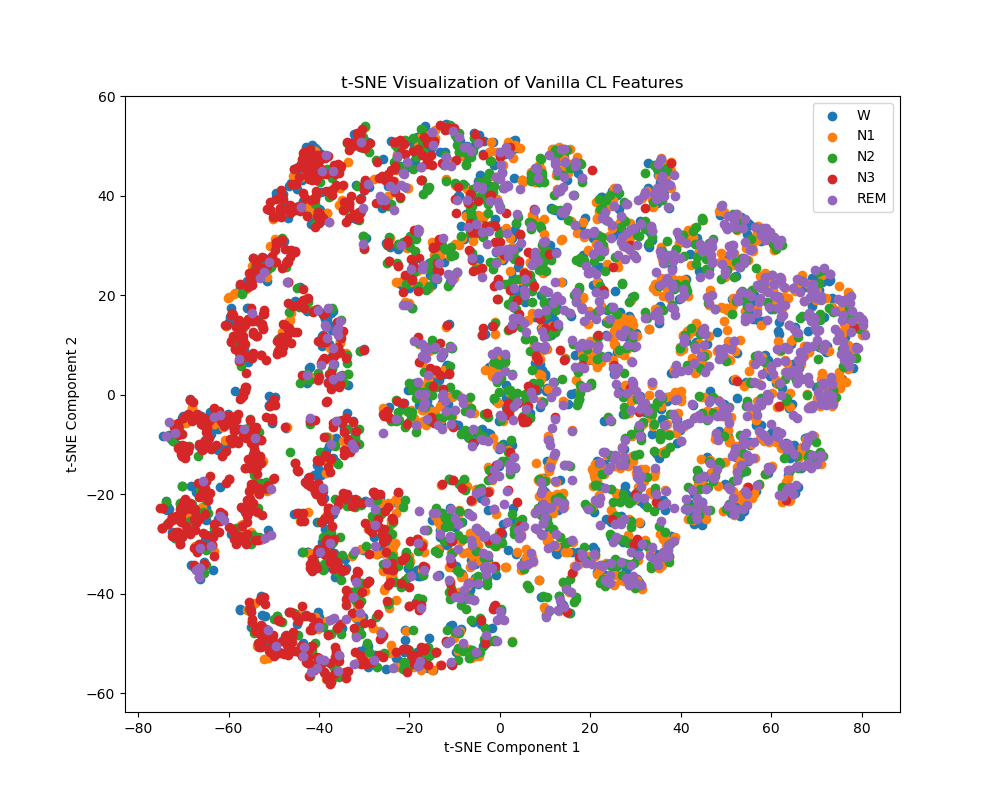 t-SNE Visualization of Vanilla CL Features
W
N1
N2
N3
REM
60
40
20
0
−20
−40
−60
t-SNE Component 2
−80 −60 −40 −20 0 20 40 60 80
t-SNE Component 1